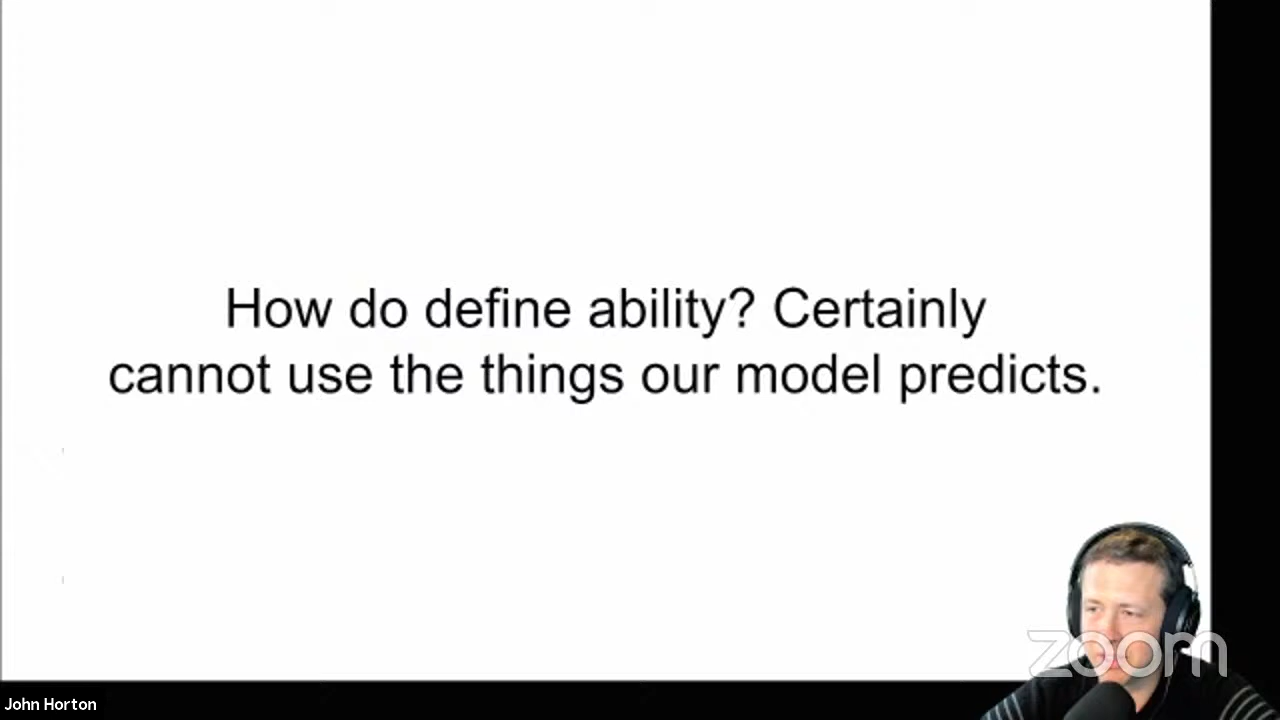 How do define ability? Certainly
cannot use the things our model predicts.
zoom
John Horton